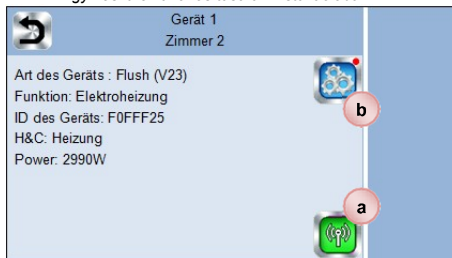 Gerät 1
Zimmer 2
Art des Geräts : Flush (V23)
Funktion: Elektroheizung
ID des Geräts: F0FFF25
H&C: Heizung
Power: 2990W
b
a